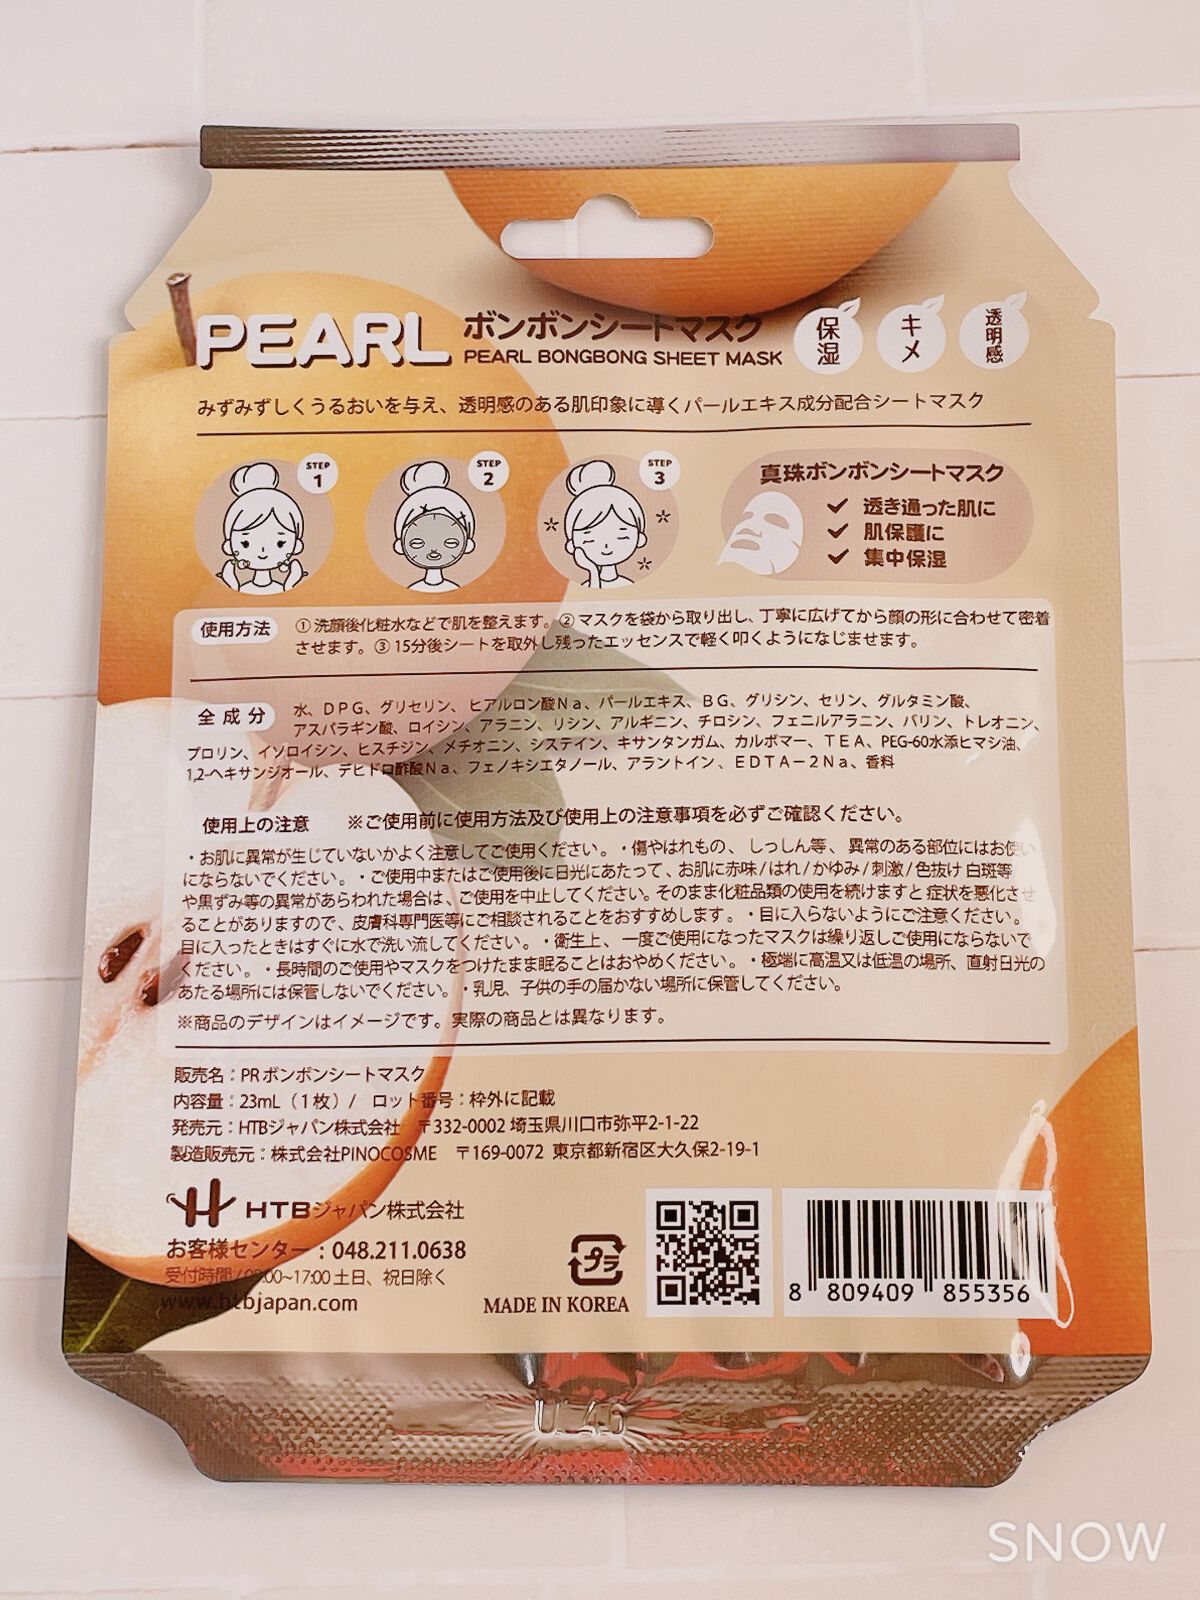 PEARL ボンボンシートマスク
PEARL BONGBONG SHEET MASK
保湿
キメ
透明感
みずみずしくうるおいを与え、透明感のある肌印象に導くパールエキス成分配合シートマスク
STEP 1
STEP 2
STEP 3
真珠ボンボンシートマスク
✓ 透き通った肌に
✓ 肌保護に
✓ 集中保湿
使用方法 ①洗顔後化粧水などで肌を整えます。②マスクを袋から取り出し、丁寧に広げてから顔の形に合わせて密着
させます。③15分後シートを取外し残ったエッセンスで軽く叩くようになじませます。
全成分 水、DPG、グリセリン、ヒアルロン酸Na、パールエキス、BG、グリシン、セリン、グルタミン酸、
アスパラギン酸、ロイシン、アラニン、リシン、アルギニン、チロシン、フェニルアラニン、バリン、トレオニン、
プロリン、イソロイシン、ヒスチジン、メチオニン、システイン、キサンタンガム、カルボマー、TEA、PEG-60水添ヒマシ油、
1,2-ヘキサンジオール、デヒドロ酢酸Na、フェノキシエタノール、アラントイン、EDTA－2Na、香料
使用上の注意 ※ご使用前に使用方法及び使用上の注意事項を必ずご確認ください。
・お肌に異常が生じていないかよく注意してご使用ください。・傷やはれもの、しっしん等、異常のある部位にはお使い
にならないでください。・ご使用中またはご使用後に日光にあたって、お肌に赤味/はれ/かゆみ/刺激/色抜け 白斑等
や黒ずみ等の異常があらわれた場合は、ご使用を中止してください。そのまま化粧品類の使用を続けますと 症状を悪化させ
ることがありますので、皮膚科専門医等にご相談されることをおすすめします。・目に入らないようにご注意ください。
目に入ったときはすぐに水で洗い流してください。・衛生上、一度ご使用になったマスクは繰り返しご使用にならないで
ください。・長時間のご使用やマスクをつけたまま眠ることはおやめください。・極端に高温又は低温の場所、直射日光の
あたる場所には保管しないでください。・乳児、子供の手の届かない場所に保管してください。
※商品のデザインはイメージです。実際の商品とは異なります。
販売名：PRボンボンシートマスク
内容量：23mL（1枚）/ ロット番号：枠外に記載
発売元：HTBジャパン株式会社 〒332-0002 埼玉県川口市弥平2-1-22
製造販売元：株式会社PINOCOSME 〒169-0072 東京都新宿区大久保2-19-1
HTBジャパン株式会社
お客様センター：048.211.0638
受付時間/09:00~17:00 土日、祝日除く
www.htbjapan.com
プラ
MADE IN KOREA
8 809409 855356
SNOW